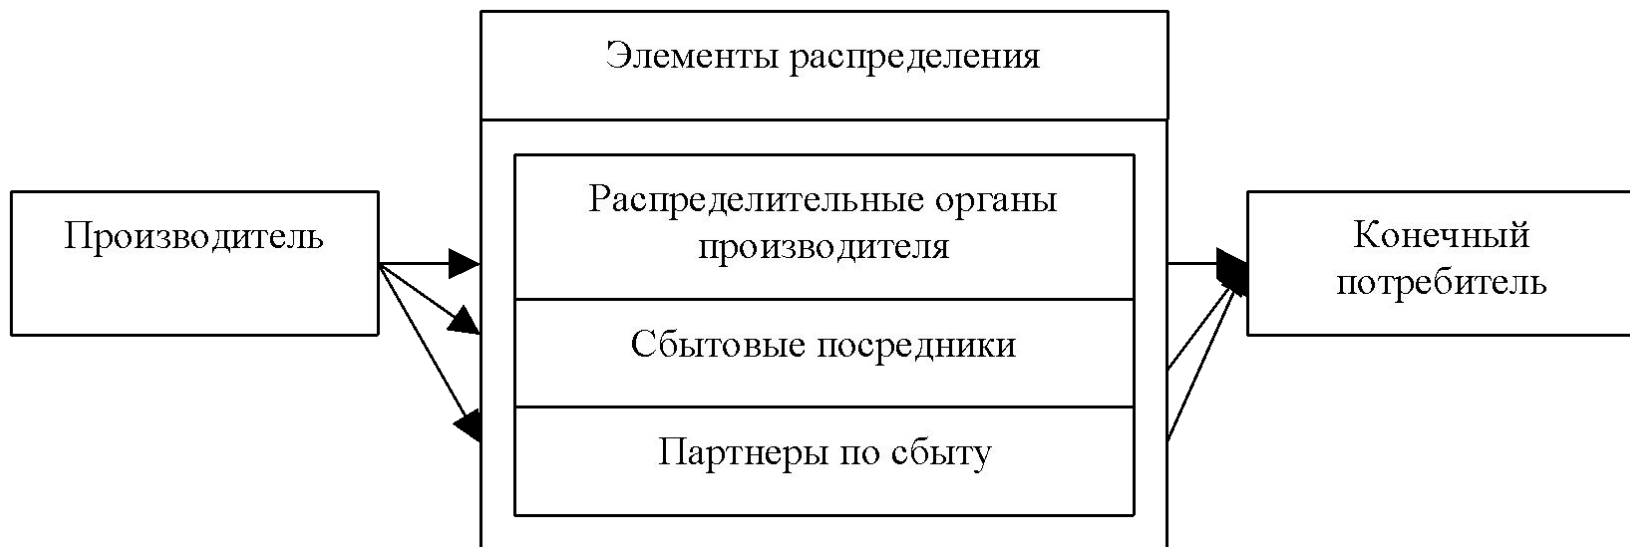 Элементы распределения
Производитель
Распределительные органы
производителя
Сбытовые посредники
Партнеры по сбыту
Конечный
потребитель